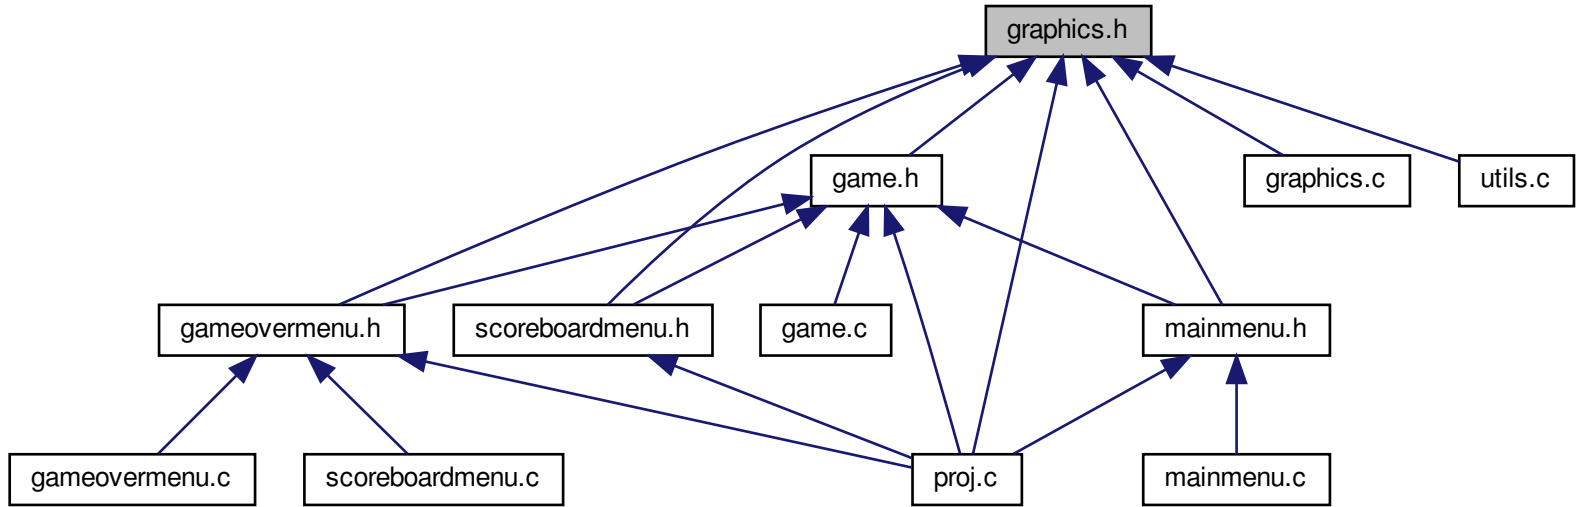 graphics.h
game.h
graphics.c
utils.c
gameovermenu.h
scoreboardmenu.h
game.c
mainmenu.h
gameovermenu.c
scoreboardmenu.c
proj.c
mainmenu.c